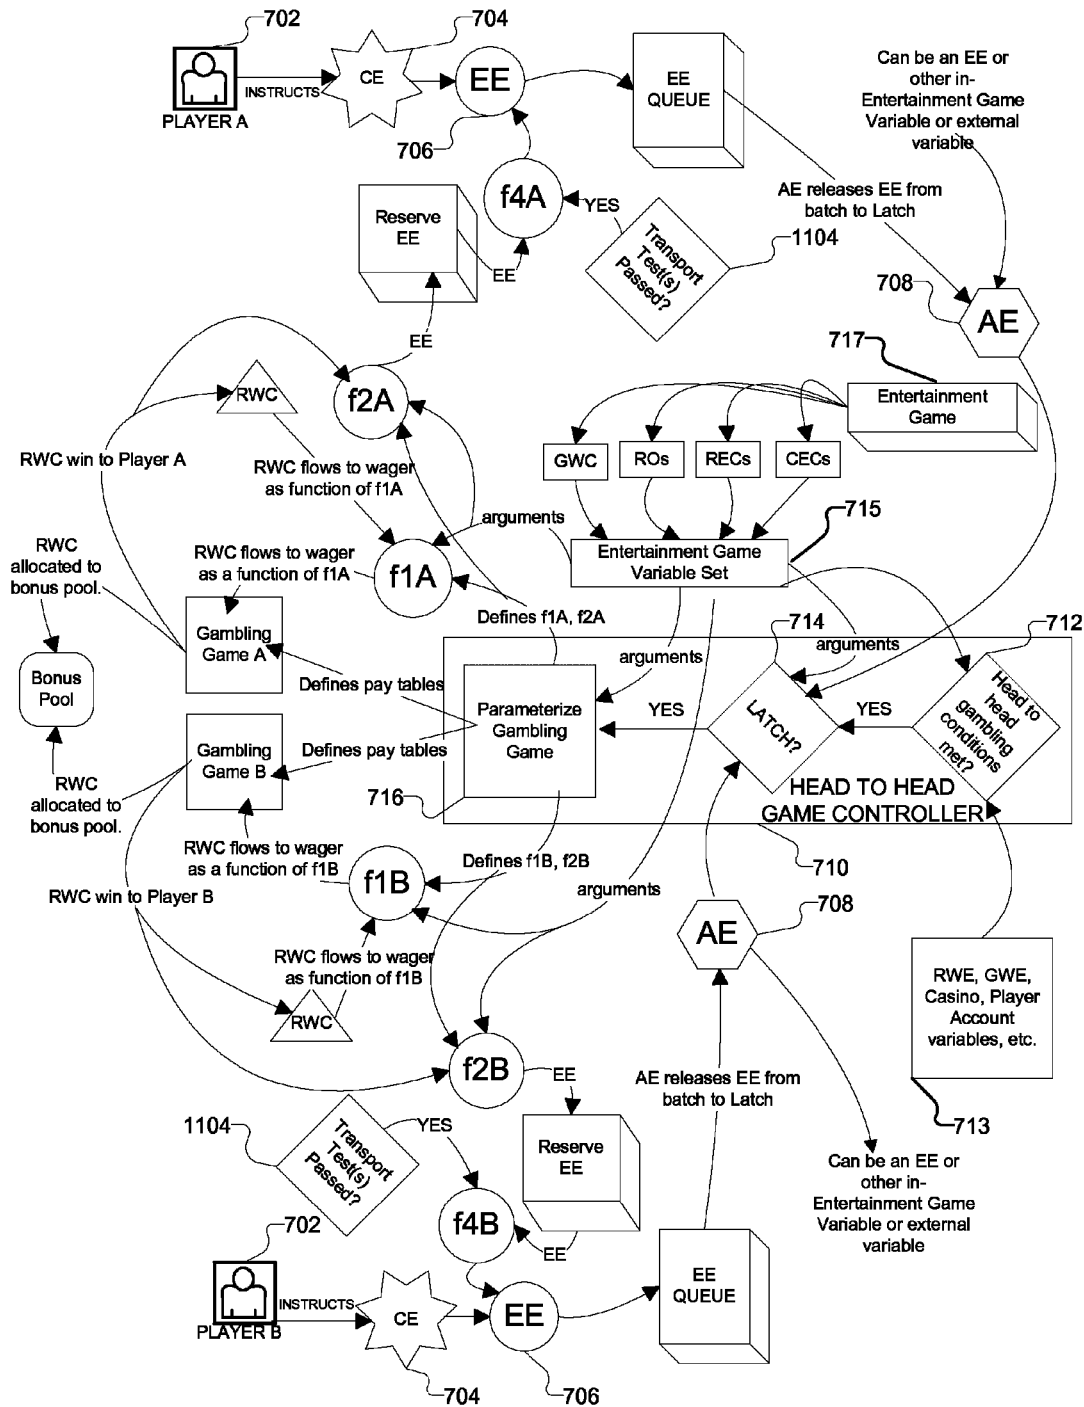 702
704
PLAYER A
INSTRUCTS
CE
EE
EE
QUEUE
706
Can be an EE or
other in-
Entertainment Game
Variable or external
variable
f4A
YES
Reserve
EE
EE
Transport
Test(s)
Passed?
1104
AE releases EE from
batch to Latch
708
AE
EE
717
Entertainment
Game
RWC
f2A
RWC win to Player A
RWC flows to wager
as function of f1A
GWC
ROs
RECs
CECs
arguments
715
Entertainment Game
Variable Set
RWC
allocated to
bonus pool.
RWC flows to wager
as a function of f1A
f1A
Defines f1A, f2A
714
712
arguments
arguments
Gambling
Game A
Bonus
Pool
Defines pay tables
Parameterize
Gambling
Game
YES
LATCH?
YES
Head to
head
gambling
conditions
met?
Gambling
Game B
Defines pay tables
RWC
allocated to
bonus pool.
716
HEAD TO HEAD
GAME CONTROLLER
710
RWC flows to wager
as a function of f1B
f1B
Defines f1B, f2B
arguments
RWC win to Player B
708
AE
RWC flows to wager
as function of f1B
RWC
RWE, GWE,
Casino, Player
Account
variables, etc.
713
f2B
EE
AE releases EE from
batch to Latch
1104
Transport
Test(s)
Passed?
YES
Reserve
EE
Can be an EE or
other in-
Entertainment Game
Variable or external
variable
f4B
EE
702
PLAYER B
INSTRUCTS
CE
EE
EE
QUEUE
704
706